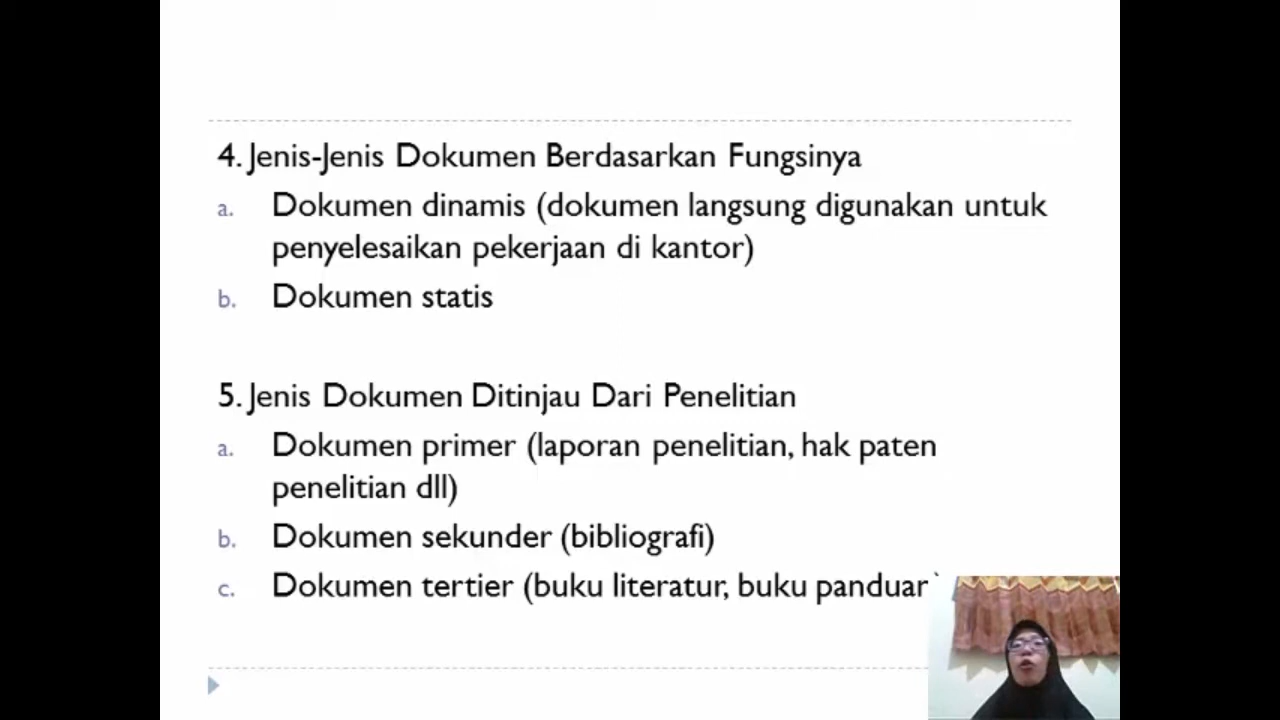 4. Jenis-Jenis Dokumen Berdasarkan Fungsinya
a. Dokumen dinamis (dokumen langsung digunakan untuk
penyelesaikan pekerjaan di kantor)
b. Dokumen statis
5. Jenis Dokumen Ditinjau Dari Penelitian
a. Dokumen primer (laporan penelitian, hak paten
penelitian dll)
b. Dokumen sekunder (bibliografi)
c. Dokumen tertier (buku literatur, buku